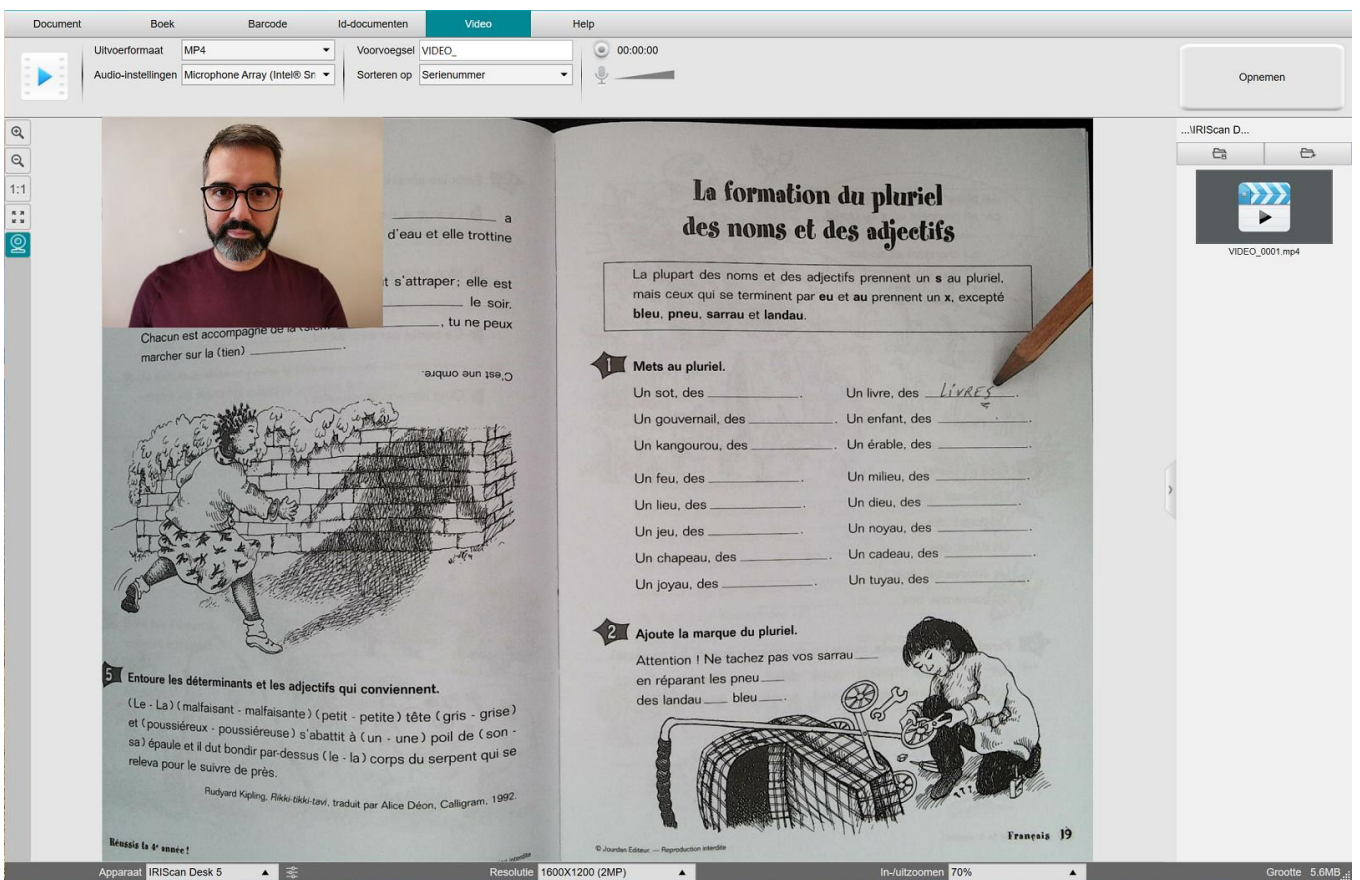 Document Boek Barcode Id-documenten Video Help
Uitvoerformaat MP4 Voorvoegsel VIDEO_ 00:00:00
Audio-instellingen Microphone Array (Intel® Sr Sorteren op Serienummer
Opnemen
1:1
...\IRIScan D...
VIDEO_0001.mp4
a
d'eau et elle trottine
t s'attraper; elle est
le soir.
Chacun est accompagné de la , tu ne peux
marcher sur la (tien) .
C'est une ombre.
5 Entoure les déterminants et les adjectifs qui conviennent.
(Le - La) (malfaisant - malfaisante) (petit - petite) tête (gris - grise)
et (poussiéreux - poussiéreuse) s'abattit à (un - une) poil de (son -
sa) épaule et il dut bondir par-dessus (le - la) corps du serpent qui se
releva pour le suivre de près.
Rudyard Kipling, Rikki-tikki-tavi, traduit par Alice Déon, Calligram, 1992.
Réussis la 4e année !
interdite
La formation du pluriel
des noms et des adjectifs
La plupart des noms et des adjectifs prennent un s au pluriel,
mais ceux qui se terminent par eu et au prennent un x, excepté
bleu, pneu, sarrau et landau.
1 Mets au pluriel.
Un sot, des . Un livre, des LIVRES.
Un gouvernail, des . Un enfant, des .
Un kangourou, des . Un érable, des .
Un feu, des . Un milieu, des .
Un lieu, des . Un dieu, des .
Un jeu, des . Un noyau, des .
Un chapeau, des . Un cadeau, des .
Un joyau, des . Un tuyau, des .
2 Ajoute la marque du pluriel.
Attention ! Ne tachez pas vos sarrau
en réparant les pneu
des landau bleu .
Français 19
© Jourdan Éditeur. — Reproduction interdite
Apparaat IRIScan Desk 5 Resolutie 1600X1200 (2MP) In-/uitzoomen 70% Grootte 5.6MB